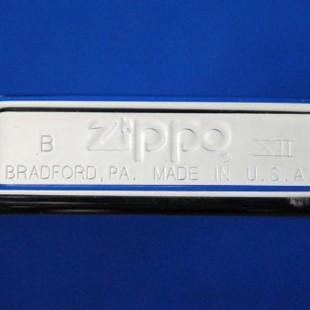 B Zippo ® XII
BRADFORD, PA. MADE IN U.S.A